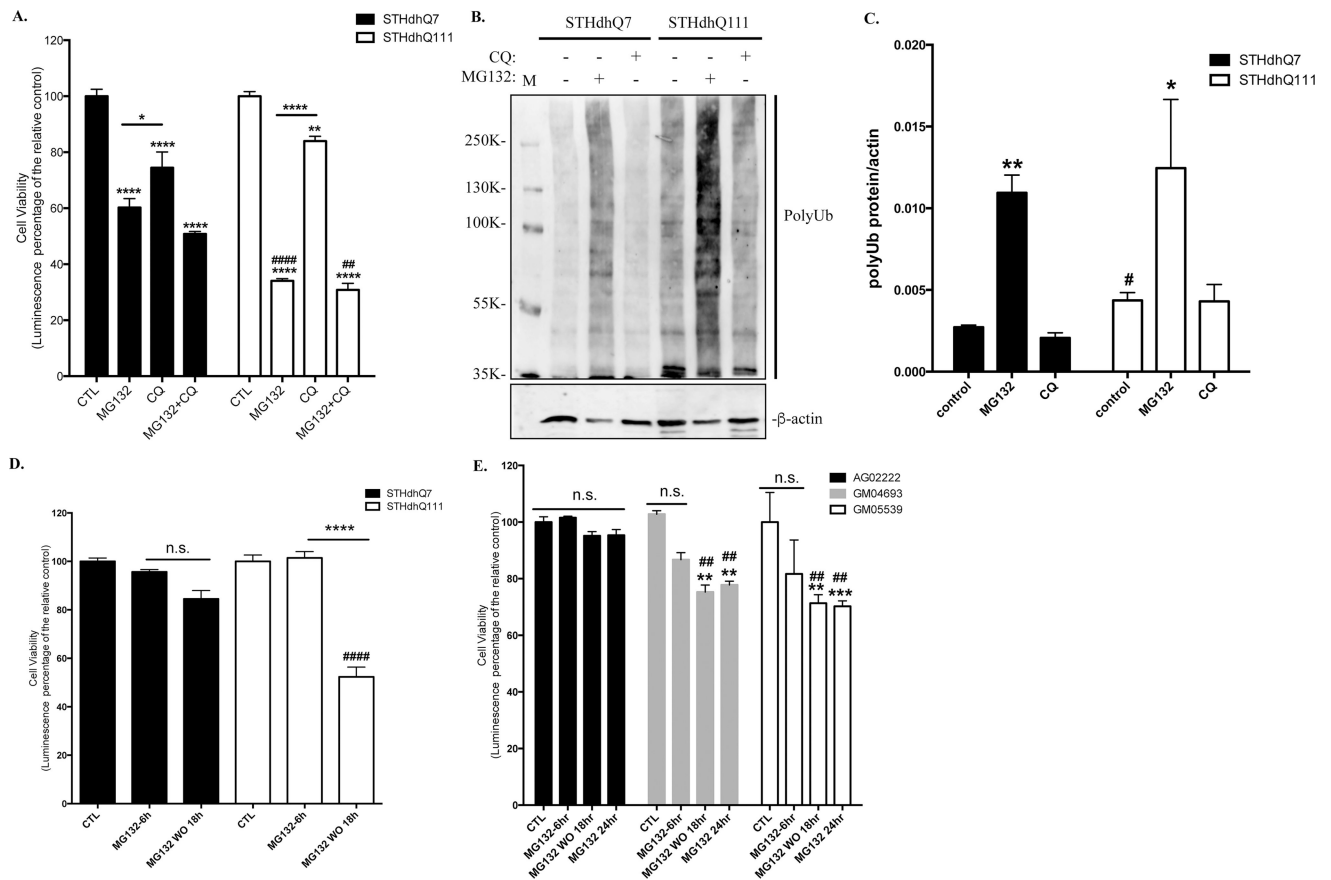 A.
STHdhQ7
STHdhQ111
Cell Viability
(Luminescence percentage of the relative control)
120
100
80
60
40
20
0
****
*
****
****
####
****
****
**
##
****
CTL
MG132
CQ
MG132+CQ
CTL
MG132
CQ
MG132+CQ
B.
STHdhQ7 STHdhQ111
CQ: - - + - - +
MG132: - + - - + -
M
250K-
130K-
100K-
55K-
35K-
PolyUb
-β-actin
C.
STHdhQ7
STHdhQ111
polyUb protein/actin
0.020
0.015
0.010
0.005
0.000
**
#
*
control
MG132
CQ
control
MG132
CQ
D.
STHdhQ7
STHdhQ111
Cell Viability
(Luminescence percentage of the relative control)
120
100
80
60
40
20
0
n.s.
****
####
CTL
MG132-6h
MG132 WO 18h
CTL
MG132-6h
MG132 WO 18h
E.
AG02222
GM04693
GM05539
Cell Viability
(Luminescence percentage of the relative control)
120
100
80
60
40
20
0
n.s.
n.s.
##
**
##
**
n.s.
##
**
##
***
CTL
MG132-6hr
MG132 WO 18hr
MG132 24hr
CTL
MG132-6hr
MG132 WO 18hr
MG132 24hr
CTL
MG132-6hr
MG132 WO 18hr
MG132 24hr